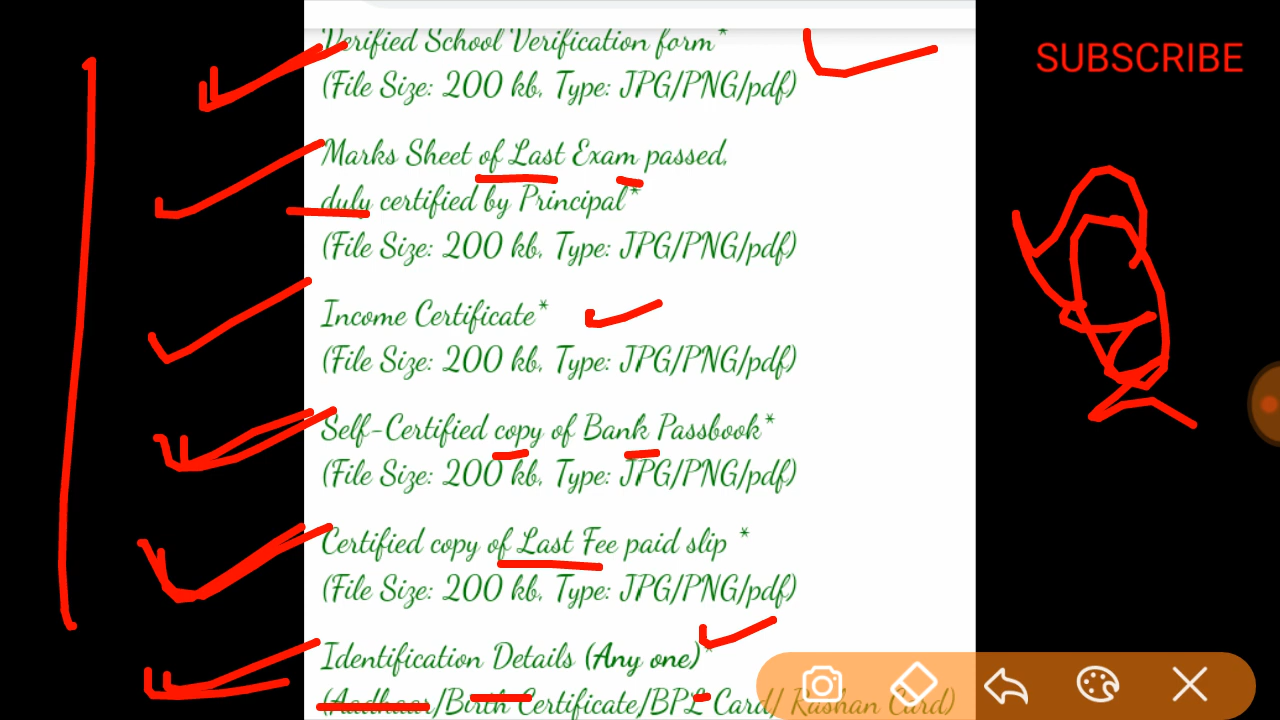 Verified School Verification form*
SUBSCRIBE
(File Size: 200 kb, Type: JPG/PNG/pdf)
Marks Sheet of Last Exam passed,
duly certified by Principal*
(File Size: 200 kb, Type: JPG/PNG/pdf)
Income Certificate*
(File Size: 200 kb, Type: JPG/PNG/pdf)
Self-Certified copy of Bank Passbook*
(File Size: 200 kb, Type: JPG/PNG/pdf)
Certified copy of Last Fee paid slip *
(File Size: 200 kb, Type: JPG/PNG/pdf)
Identification Details (Any one)*
(Aadhaar/Birth Certificate/BPL Card/ Rashan Card)